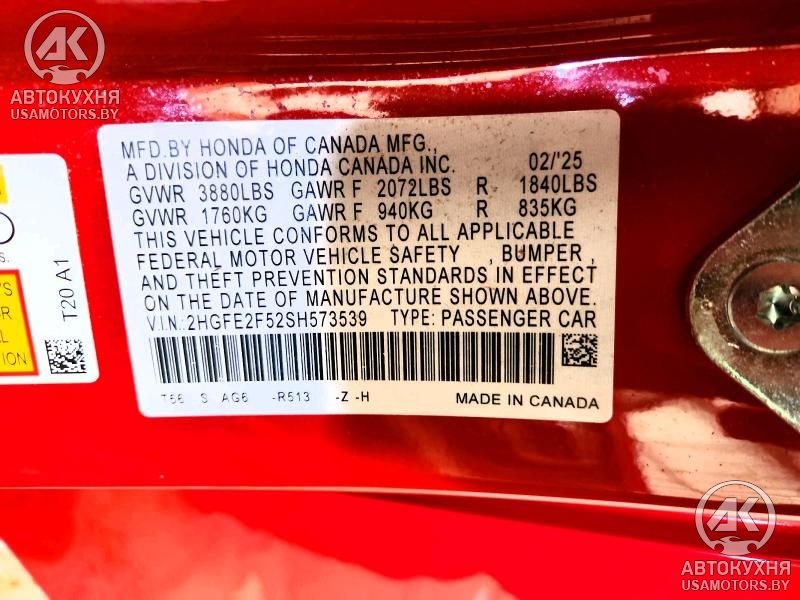 АК
АВТОКУХНЯ
USAMOTORS.BY
MFD.BY HONDA OF CANADA MFG.,
A DIVISION OF HONDA CANADA INC. 02/'25
GVWR 3880LBS GAWR F 2072LBS R 1840LBS
GVWR 1760KG GAWR F 940KG R 835KG
THIS VEHICLE CONFORMS TO ALL APPLICABLE
FEDERAL MOTOR VEHICLE SAFETY , BUMPER ,
AND THEFT PREVENTION STANDARDS IN EFFECT
ON THE DATE OF MANUFACTURE SHOWN ABOVE.
V.I.N.:2HGFE2F52SH573539 TYPE: PASSENGER CAR
T56 S AG6 -R513 -Z -H MADE IN CANADA
T20 A1
АК
АВТОКУХНЯ
USAMOTORS.BY